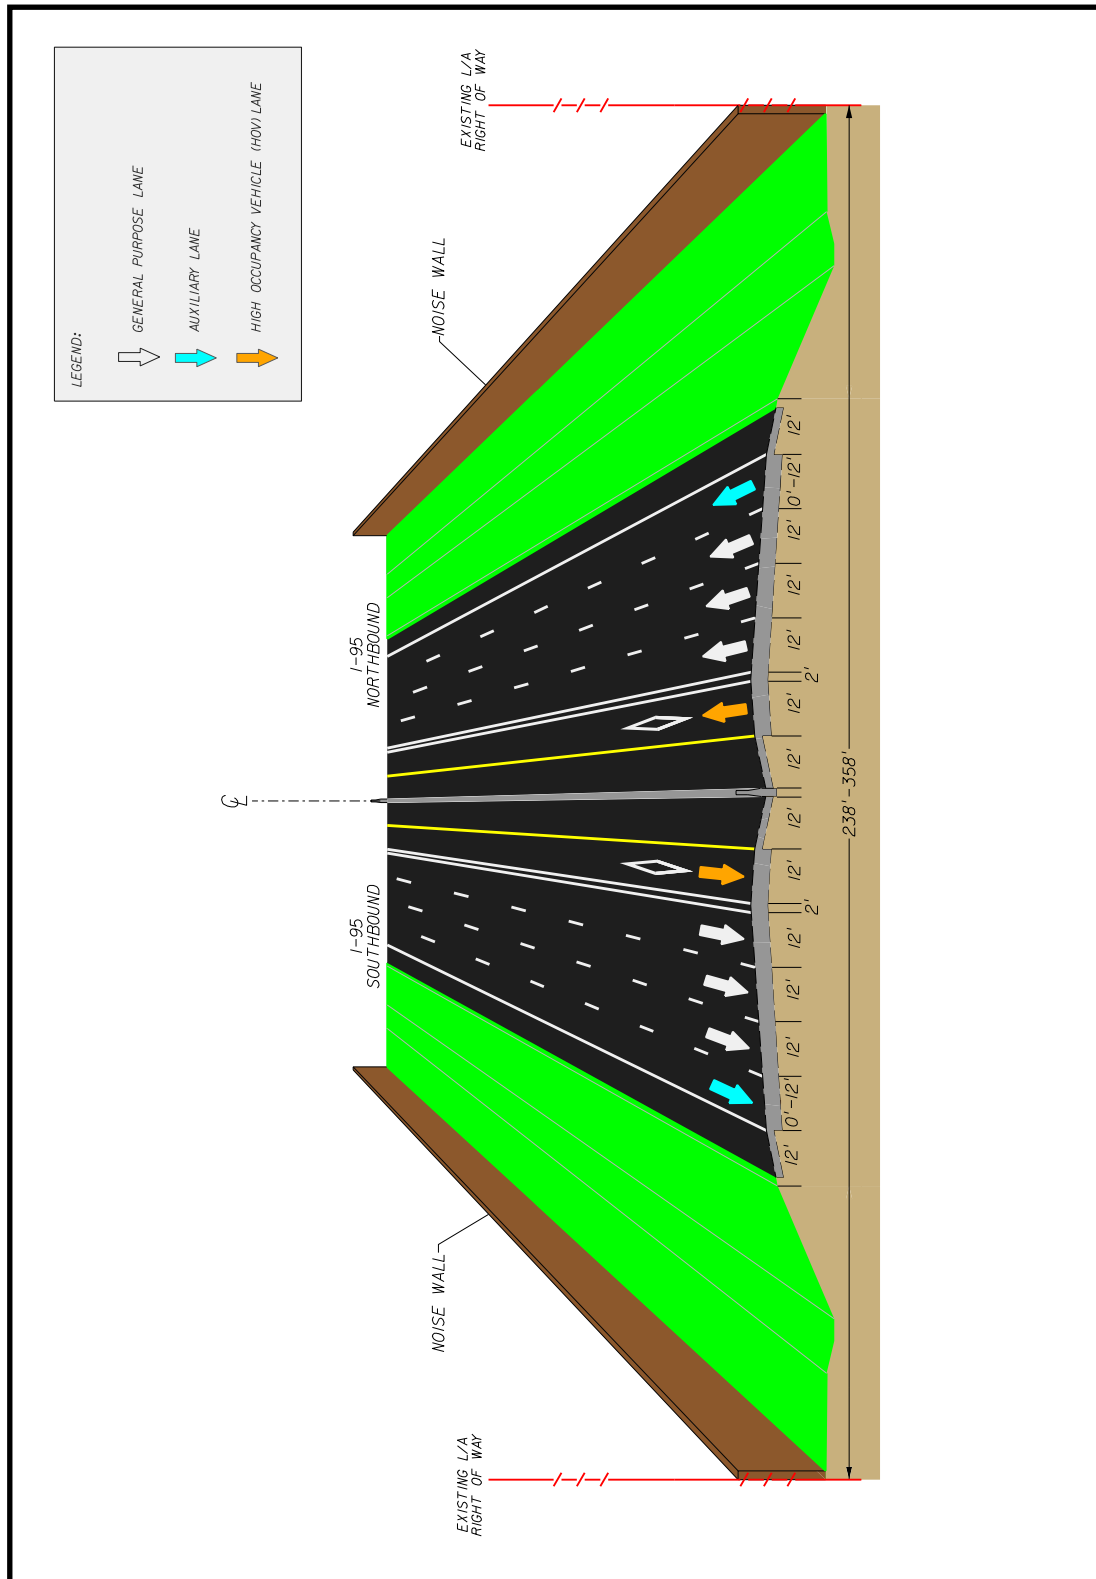 LEGEND:
GENERAL PURPOSE LANE
AUXILIARY LANE
HIGH OCCUPANCY VEHICLE (HOV) LANE
℄
I-95
SOUTHBOUND
I-95
NORTHBOUND
NOISE WALL
NOISE WALL
EXISTING L/A
RIGHT OF WAY
EXISTING L/A
RIGHT OF WAY
12' 0'-12' 12' 12' 12' 2' 12' 12' 12' 12' 2' 12' 12' 12' 0'-12' 12'
238'-358'